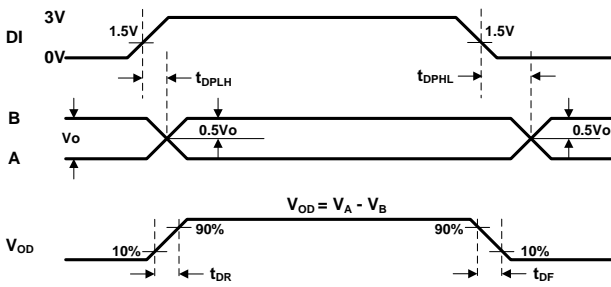 3V
DI
1.5V
1.5V
0V
tDPLH
tDPHL
B
Vo
0.5Vo
0.5Vo
A
VOD = VA - VB
90%
90%
VOD
10%
10%
tDR
tDF